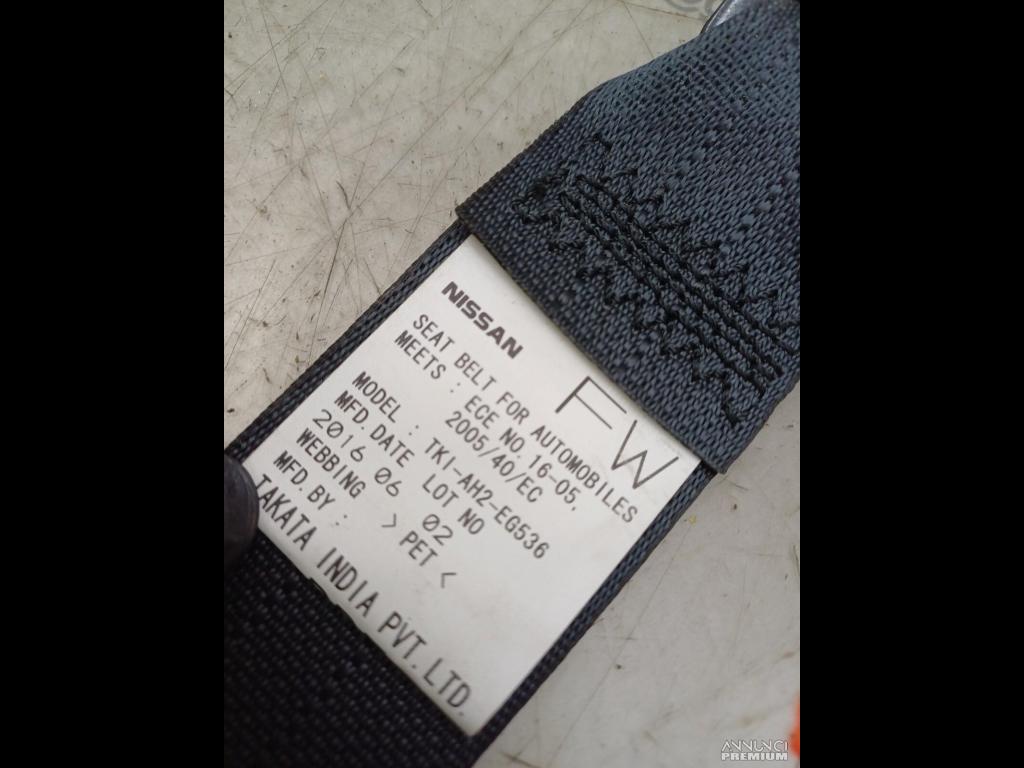 NISSAN
FW
SEAT BELT FOR AUTOMOBILES
MEETS : ECE NO.16-05,
2005/40/EC
MODEL : TKI-AH2-EG536
MFD.DATE LOT NO
2016 06 02
WEBBING > PET <
MFD.BY :
TAKATA INDIA PVT.LTD.
ANNUNCI
PREMIUM